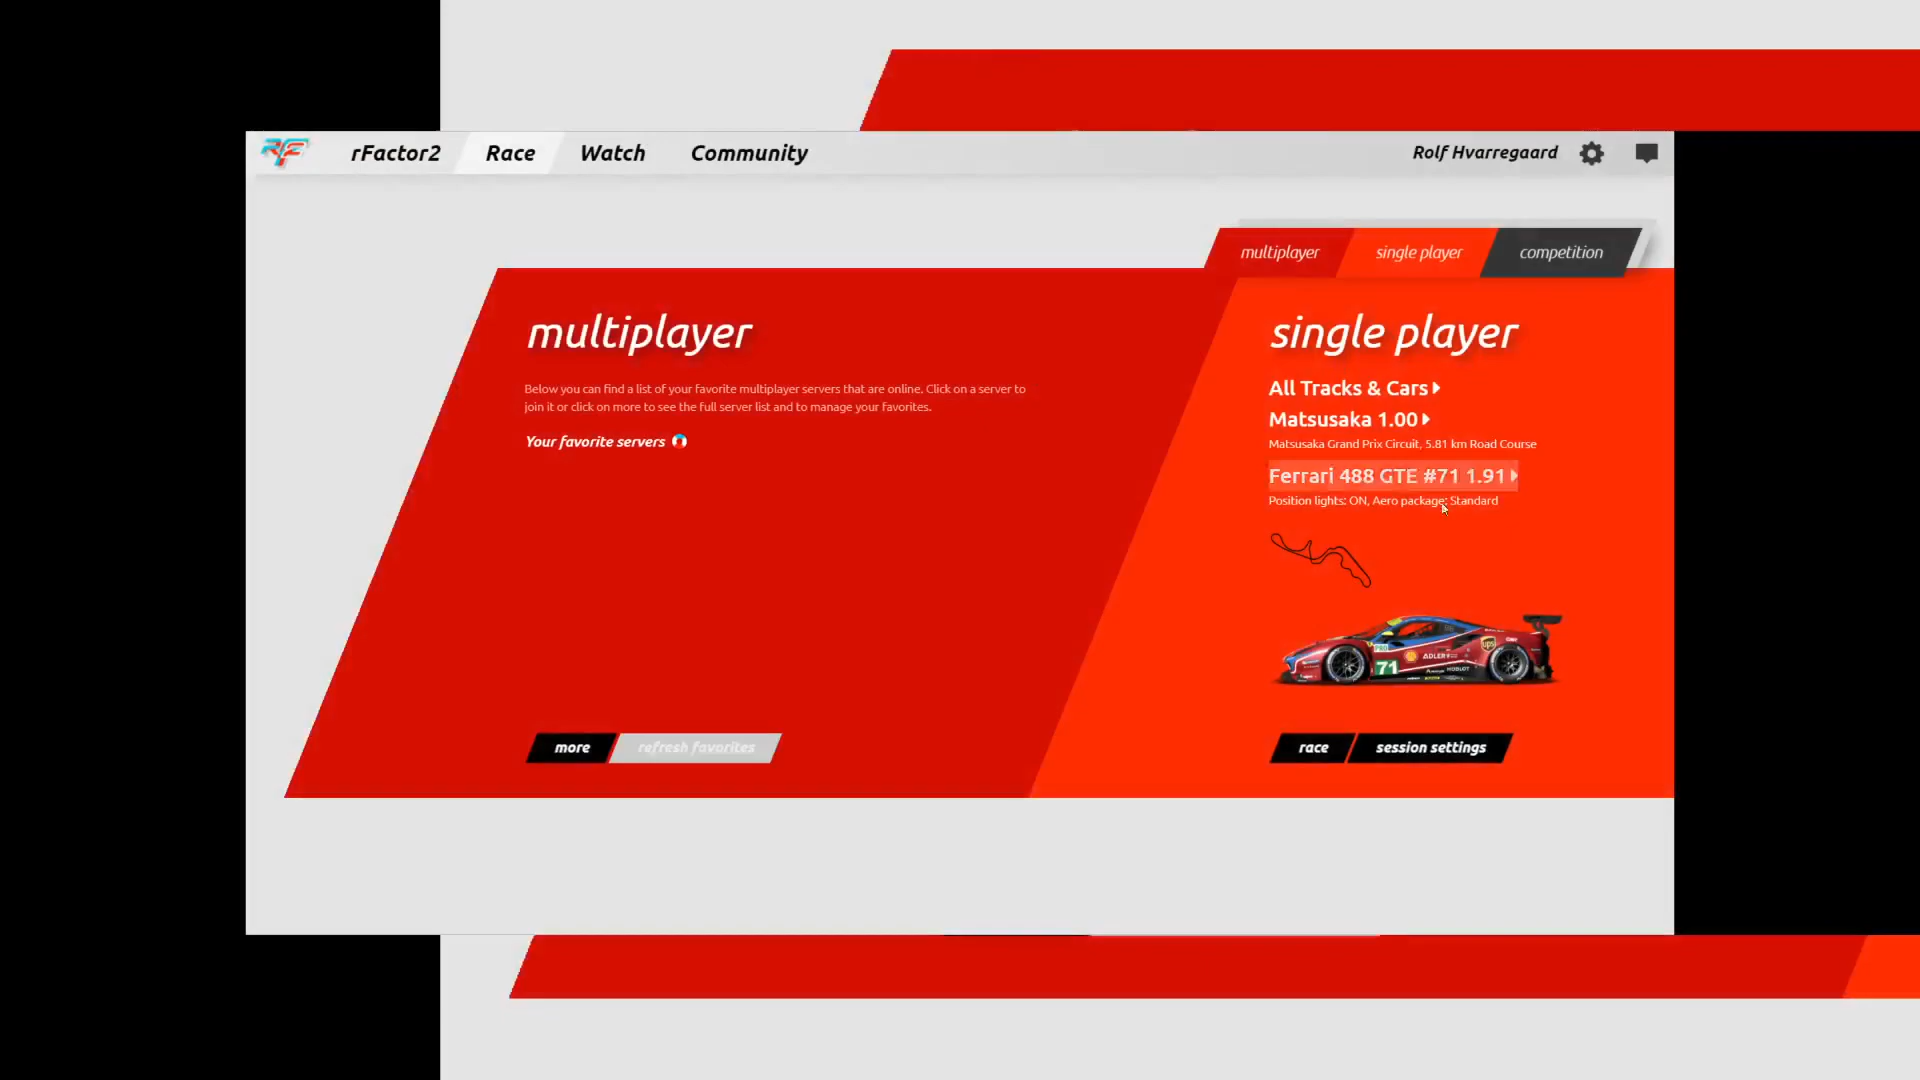 rFactor2
Race
Watch
Community
Rolf Hvarregaard
multiplayer
single player
competition
multiplayer
Below you can find a list of your favorite multiplayer servers that are online. Click on a server to
join it or click on more to see the full server list and to manage your favorites.
Your favorite servers
more
refresh favorites
single player
All Tracks & Cars
Matsusaka 1.00
Matsusaka Grand Prix Circuit, 5.81 km Road Course
Ferrari 488 GTE #71 1.91
Position lights: ON, Aero package: Standard
ups
ADLER
71
race
session settings